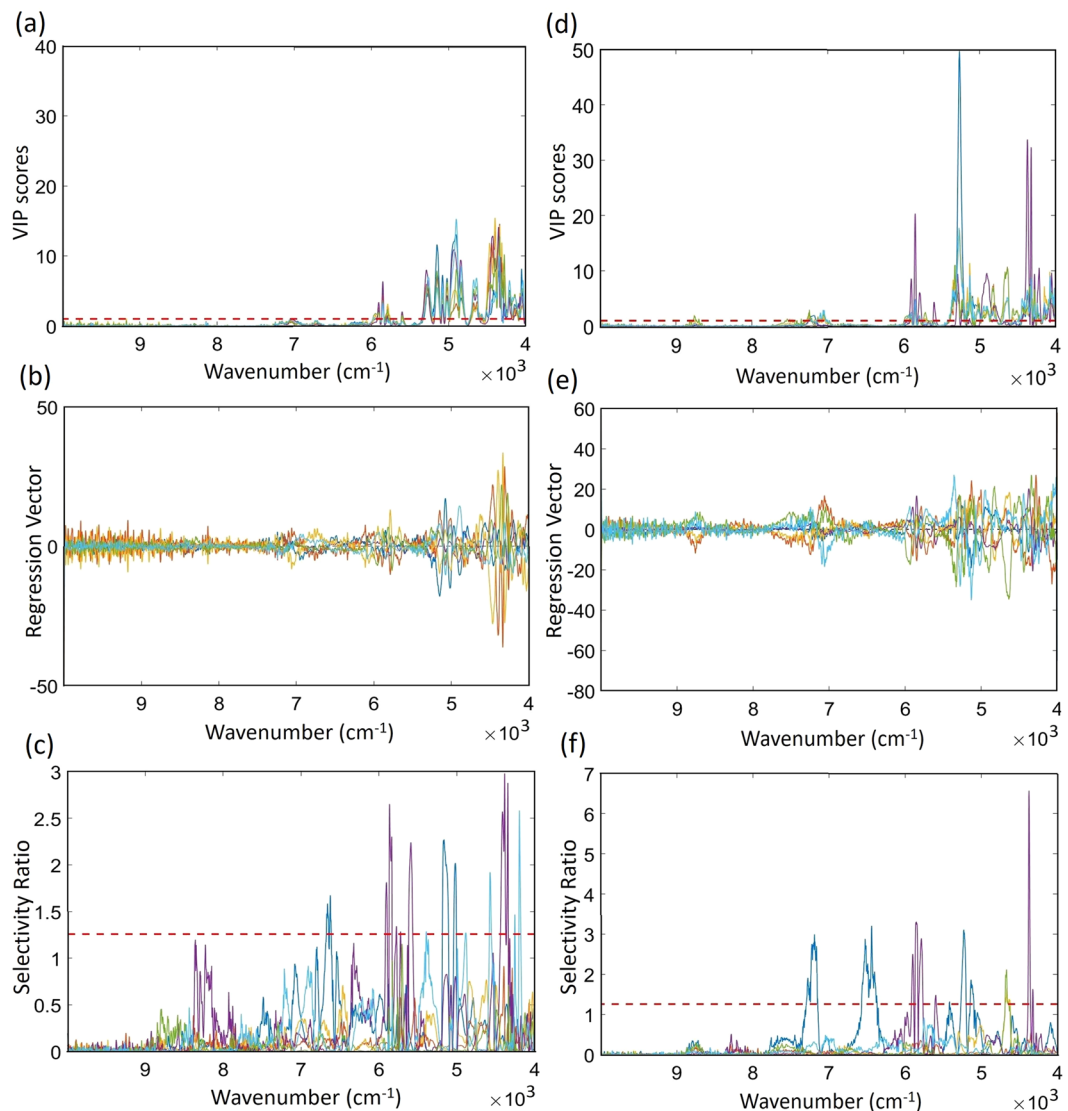 (a)
40
30
20
10
0
VIP scores
9 8 7 6 5 4
Wavenumber (cm-1) ×10³
(d)
50
40
30
20
10
0
VIP scores
9 8 7 6 5 4
Wavenumber (cm-1) ×10³
(b)
50
0
-50
Regression Vector
9 8 7 6 5 4
Wavenumber (cm-1) ×10³
(e)
60
40
20
0
-20
-40
-60
-80
Regression Vector
9 8 7 6 5 4
Wavenumber (cm-1) ×10³
(c)
3
2.5
2
1.5
1
0.5
0
Selectivity Ratio
9 8 7 6 5 4
Wavenumber (cm-1) ×10³
(f)
7
6
5
4
3
2
1
0
Selectivity Ratio
9 8 7 6 5 4
Wavenumber (cm-1) ×10³